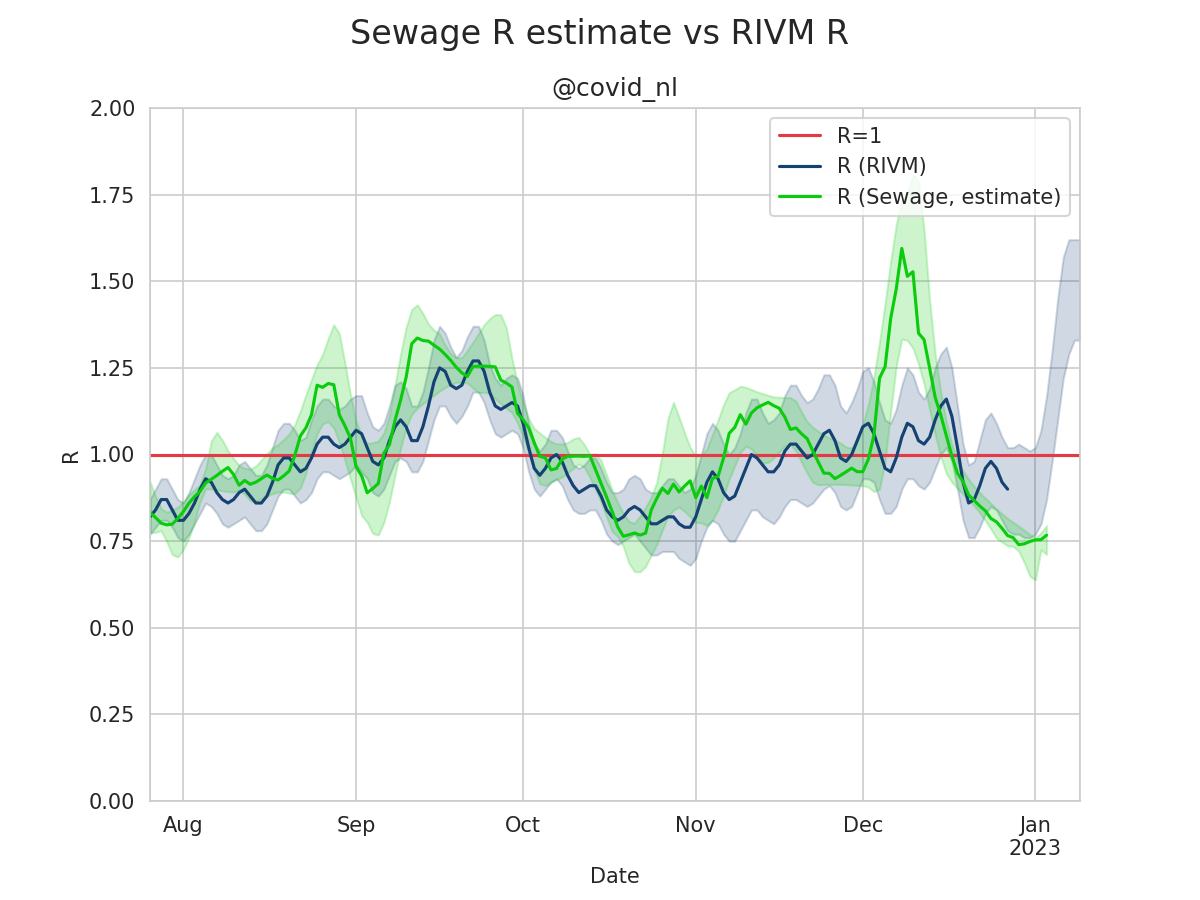 Sewage R estimate vs RIVM R
@covid_nl
2.00
1.75
1.50
1.25
1.00
0.75
0.50
0.25
0.00
R
R=1
R (RIVM)
R (Sewage, estimate)
Aug
Sep
Oct
Nov
Dec
Jan
2023
Date